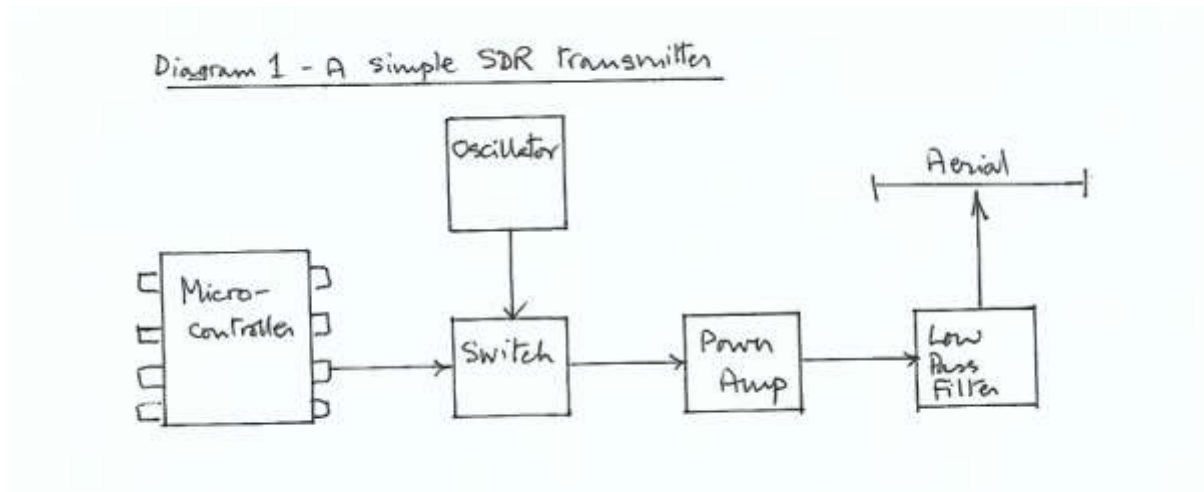 Diagram 1 - A simple SDR transmitter
Oscillator
Aerial
Micro-
controller
Switch
Power
Amp
Low
Pass
Filter